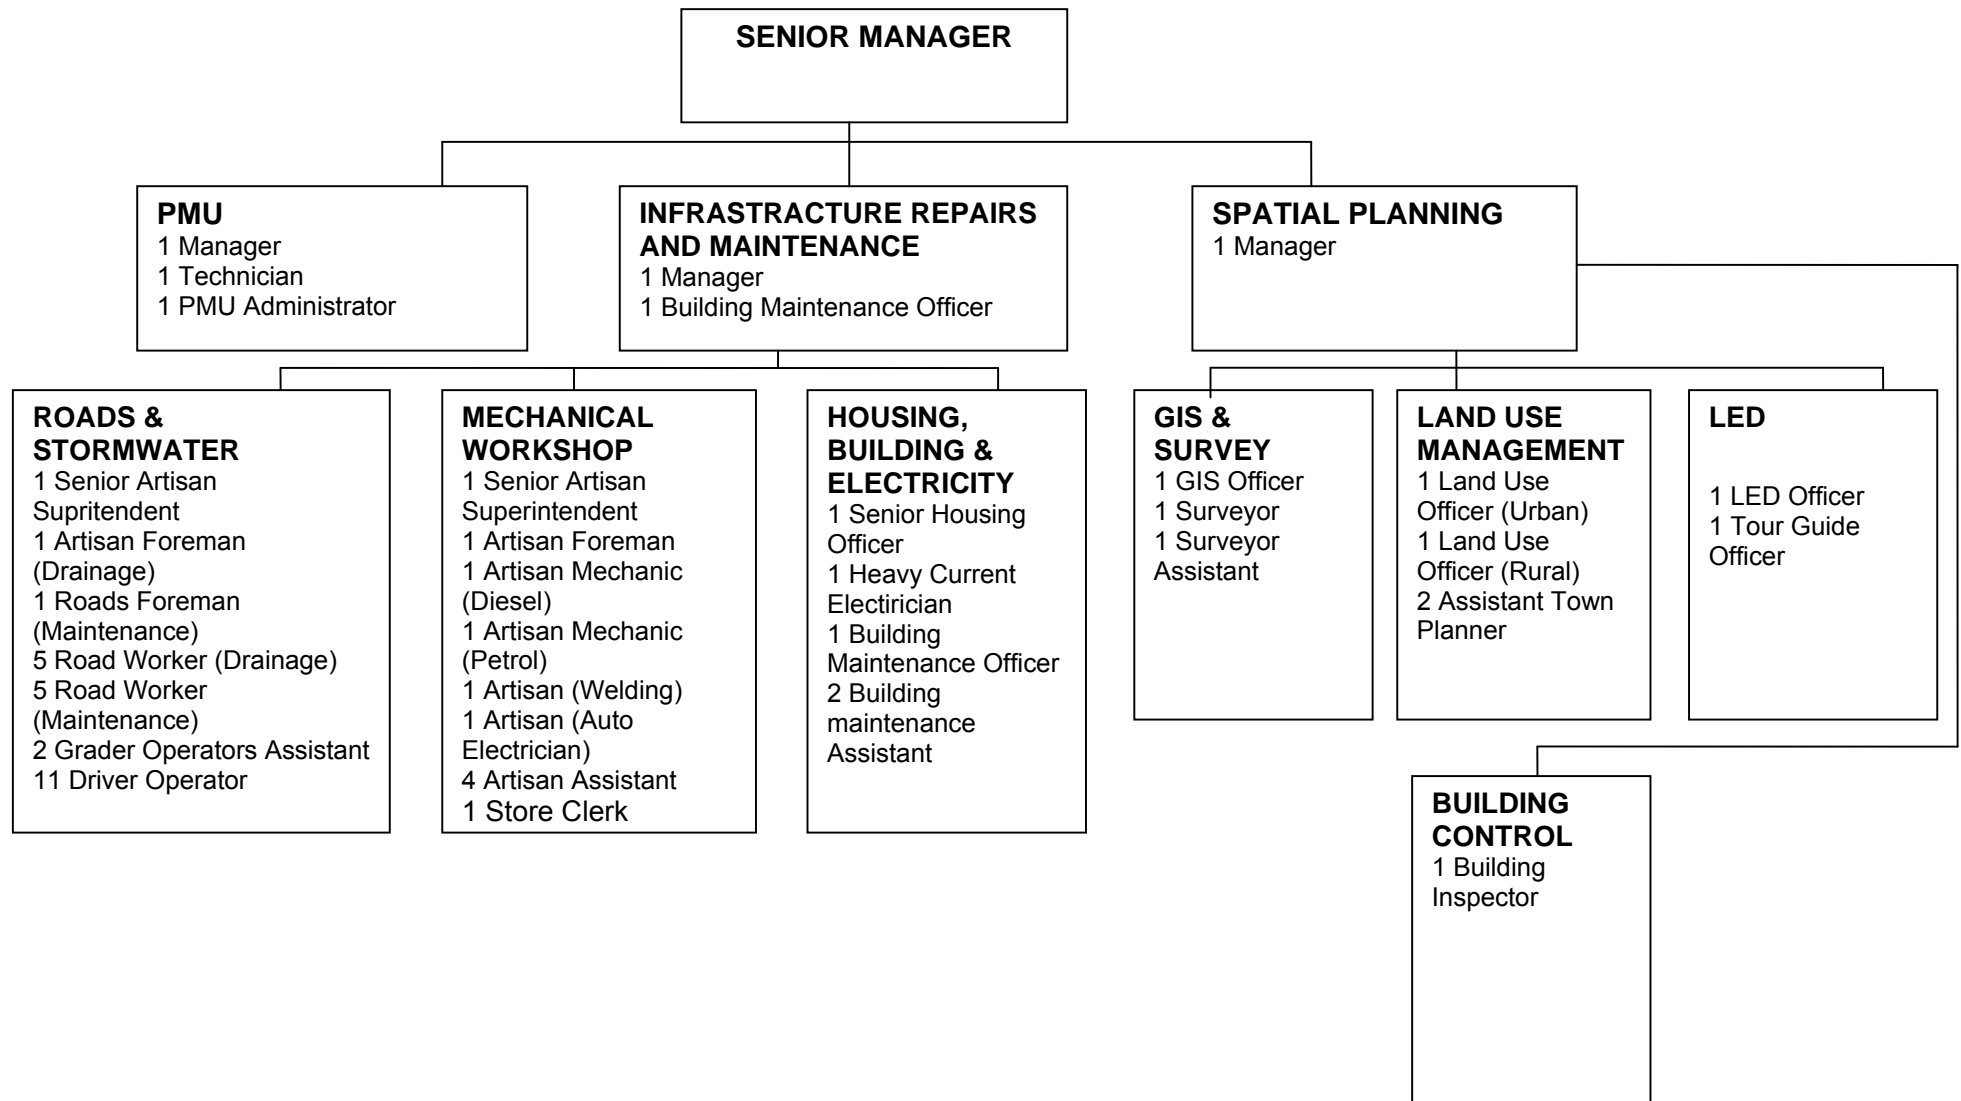 SENIOR MANAGER
PMU
1 Manager
1 Technician
1 PMU Administrator
INFRASTRACTURE REPAIRS
AND MAINTENANCE
1 Manager
1 Building Maintenance Officer
SPATIAL PLANNING
1 Manager
ROADS &
STORMWATER
1 Senior Artisan
Supritendent
1 Artisan Foreman
(Drainage)
1 Roads Foreman
(Maintenance)
5 Road Worker (Drainage)
5 Road Worker
(Maintenance)
2 Grader Operators Assistant
11 Driver Operator
MECHANICAL
WORKSHOP
1 Senior Artisan
Superintendent
1 Artisan Foreman
1 Artisan Mechanic
(Diesel)
1 Artisan Mechanic
(Petrol)
1 Artisan (Welding)
1 Artisan (Auto
Electrician)
4 Artisan Assistant
1 Store Clerk
HOUSING,
BUILDING &
ELECTRICITY
1 Senior Housing
Officer
1 Heavy Current
Electirician
1 Building
Maintenance Officer
2 Building
maintenance
Assistant
GIS &
SURVEY
1 GIS Officer
1 Surveyor
1 Surveyor
Assistant
LAND USE
MANAGEMENT
1 Land Use
Officer (Urban)
1 Land Use
Officer (Rural)
2 Assistant Town
Planner
LED
1 LED Officer
1 Tour Guide
Officer
BUILDING
CONTROL
1 Building
Inspector